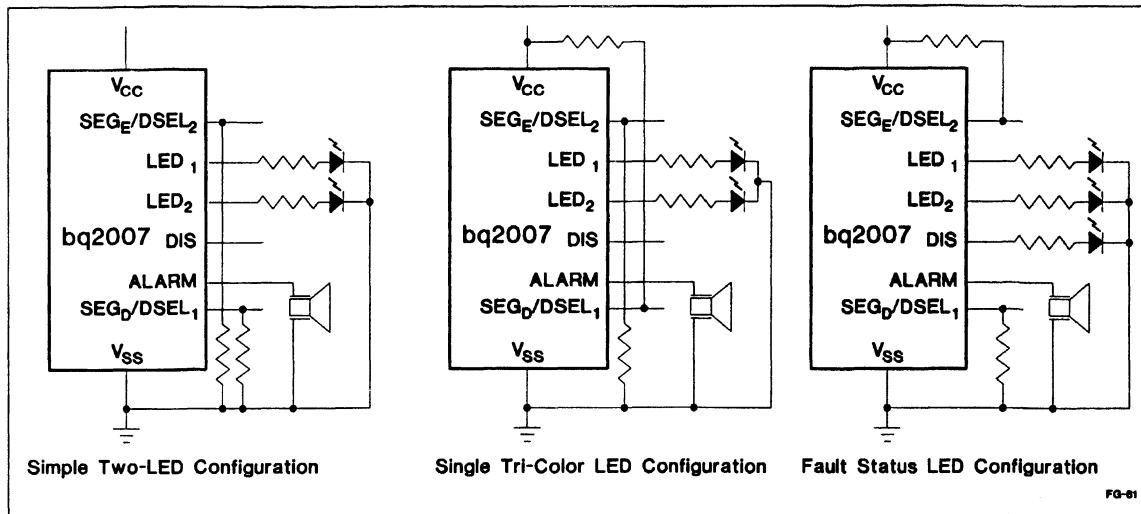 VCC
SEGE/DSEL2
LED1
LED2
bq2007 DIS
ALARM
SEGD/DSEL1
VSS
Simple Two-LED Configuration
VCC
SEGE/DSEL2
LED1
LED2
bq2007 DIS
ALARM
SEGD/DSEL1
VSS
Single Tri-Color LED Configuration
VCC
SEGE/DSEL2
LED1
LED2
bq2007 DIS
ALARM
SEGD/DSEL1
VSS
Fault Status LED Configuration
FG-61